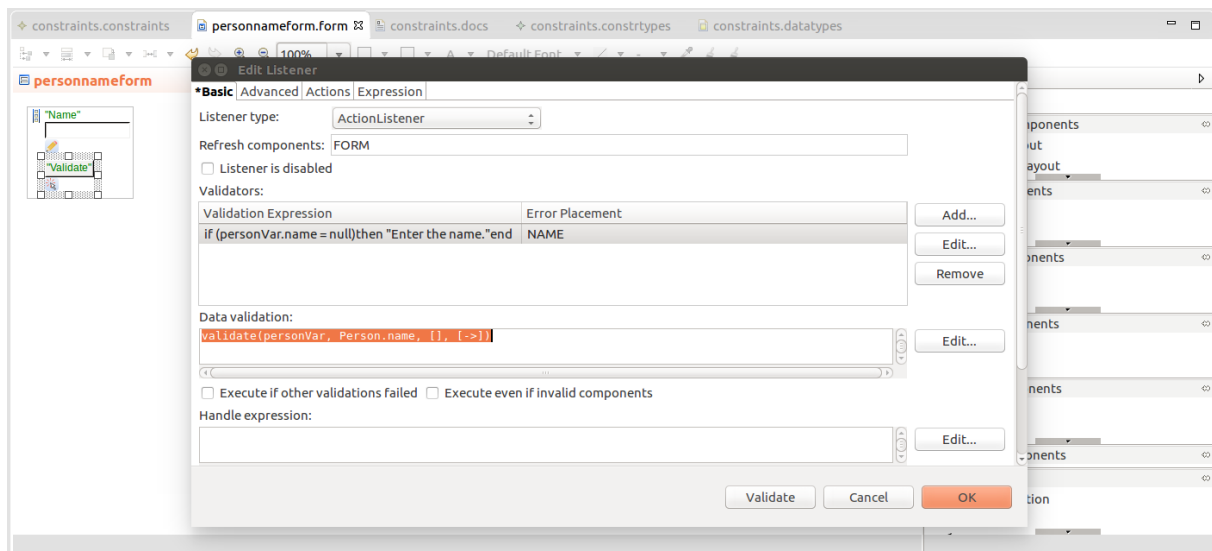 constraints.constraints personnameform.form constraints.docs constraints.constrtypes constraints.datatypes
100% A Default Font
Edit Listener
personnameform
*Basic Advanced Actions Expression
"Name"
Listener type: ActionListener
Refresh components: FORM
"Validate"
Listener is disabled
Validators:
Validation Expression Error Placement
Add...
if (personVar.name = null)then "Enter the name."end NAME
Edit...
Remove
Data validation:
validate(personVar, Person.name, [], [->])
Edit...
Execute if other validations failed Execute even if invalid components
Handle expression:
Edit...
Validate Cancel OK
nponents
out
ayout
ents
onents
nents
nents
onents
tion